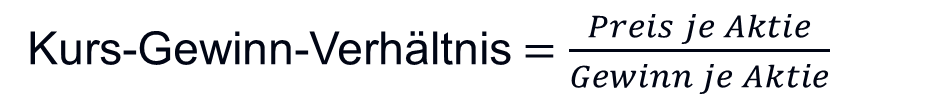 Kurs-Gewinn-Verhältnis = Preis je Aktie
Gewinn je Aktie